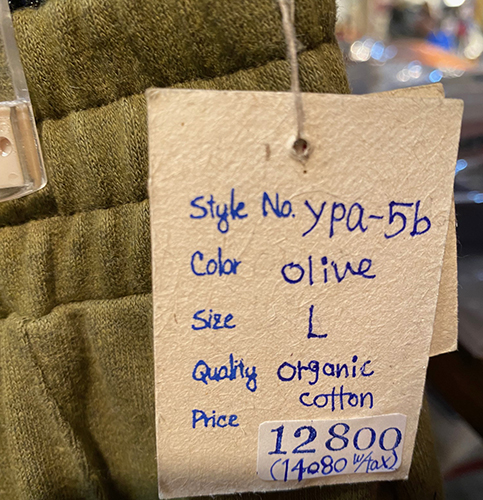 Style No. ypa-5b
Color olive
Size L
Quality organic
cotton
Price
12800
(14080 w/tax)